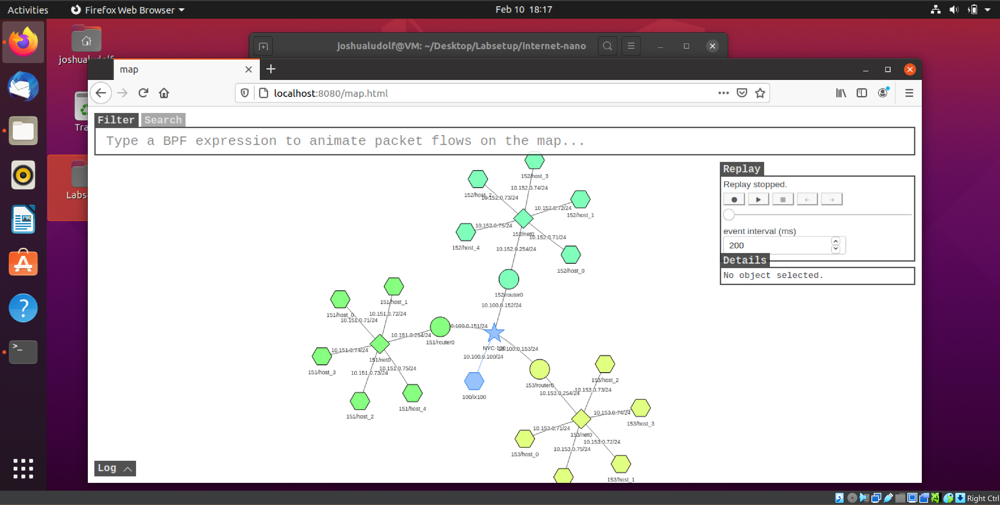 Activities
Firefox Web Browser
Feb 10 18:17
joshualudolf@VM: ~/Desktop/Labsetup/internet-nano
map
localhost:8080/map.html
Filter
Search
Type a BPF expression to animate packet flows on the map...
Replay
Replay stopped.
event interval (ms)
200
Details
No object selected.
152/host_3
10.152.0.74/24
152/host_2
10.152.0.73/24
10.152.0.72/24
152/host_1
10.152.0.75/24
152/net0
10.152.0.71/24
152/host_4
10.152.0.254/24
152/host_0
152/router0
10.100.0.152/24
151/host_1
10.151.0.72/24
151/host_0
10.151.0.71/24
0.100.0.151/24
10.151.0.254/24
151/router0
NYC-100
10.100.0.153/24
10.151.0.74/24
10.100.0.100/24
151/net0
10.151.0.75/24
151/host_3
10.151.0.73/24
153/host_2
153/router0
10.153.0.73/24
10.153.0.254/24
100/ix100
151/host_4
151/host_2
10.153.0.74/24
153/host_3
10.153.0.71/24
153/net0
10.153.0.72/24
10.153.0.75/24
153/host_0
153/host_1
Log
Right Ctrl